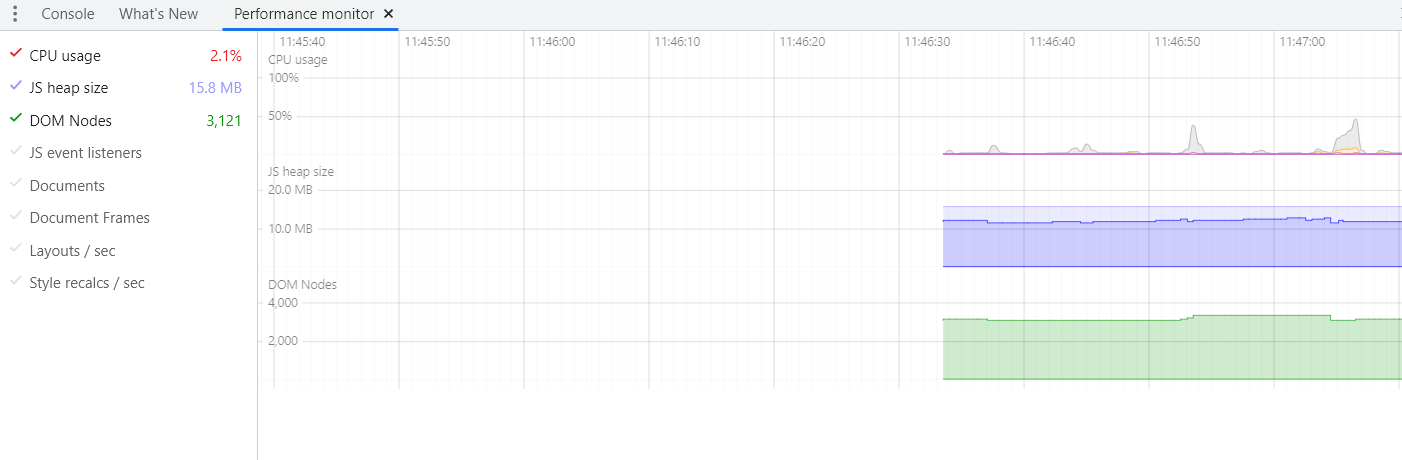 Console What's New Performance monitor ×
CPU usage 2.1%
JS heap size 15.8 MB
DOM Nodes 3,121
JS event listeners
Documents
Document Frames
Layouts / sec
Style recalcs / sec
11:45:40 11:45:50 11:46:00 11:46:10 11:46:20 11:46:30 11:46:40 11:46:50 11:47:00
CPU usage
100%
50%
JS heap size
20.0 MB
10.0 MB
DOM Nodes
4,000
2,000